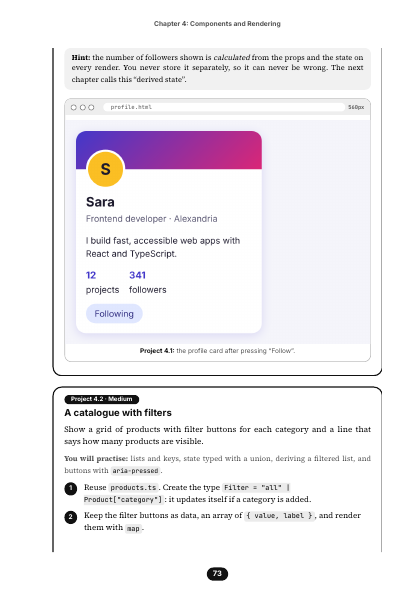 Chapter 4: Components and Rendering
Hint: the number of followers shown is calculated from the props and the state on
every render. You never store it separately, so it can never be wrong. The next
chapter calls this “derived state”.
profile.html
560px
S
Sara
Frontend developer · Alexandria
I build fast, accessible web apps with
React and TypeScript.
12 341
projects followers
Following
Project 4.1: the profile card after pressing “Follow”.
Project 4.2 · Medium
A catalogue with filters
Show a grid of products with filter buttons for each category and a line that
says how many products are visible.
You will practise: lists and keys, state typed with a union, deriving a filtered list, and
buttons with aria-pressed.
1 Reuse products.ts. Create the type Filter = "all" |
Product["category"]: it updates itself if a category is added.
2 Keep the filter buttons as data, an array of { value, label }, and render
them with map.
73